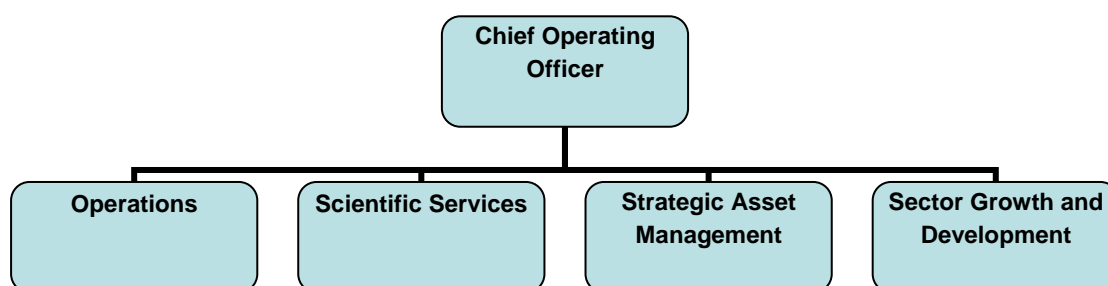 Chief Operating
Officer
Operations
Scientific Services
Strategic Asset
Management
Sector Growth and
Development